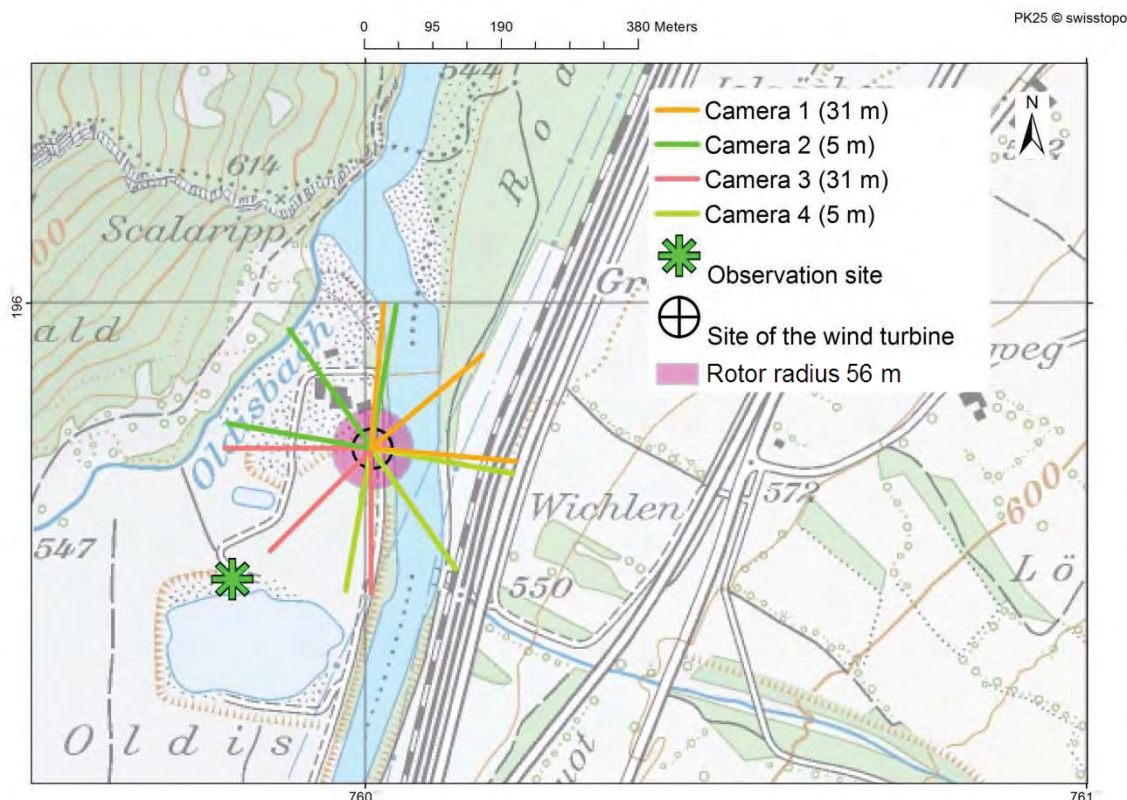 PK25 © swisstopo
0 95 190 380 Meters
544
R o d
614
Scalaripp
00
ald
Oldisbach
547
Oldis
Camera 1 (31 m)
Camera 2 (5 m)
Camera 3 (31 m)
Camera 4 (5 m)
Observation site
Site of the wind turbine
Rotor radius 56 m
N
Gr
weg
Wichlen
572
550
600
Lö
uot
196
760
761